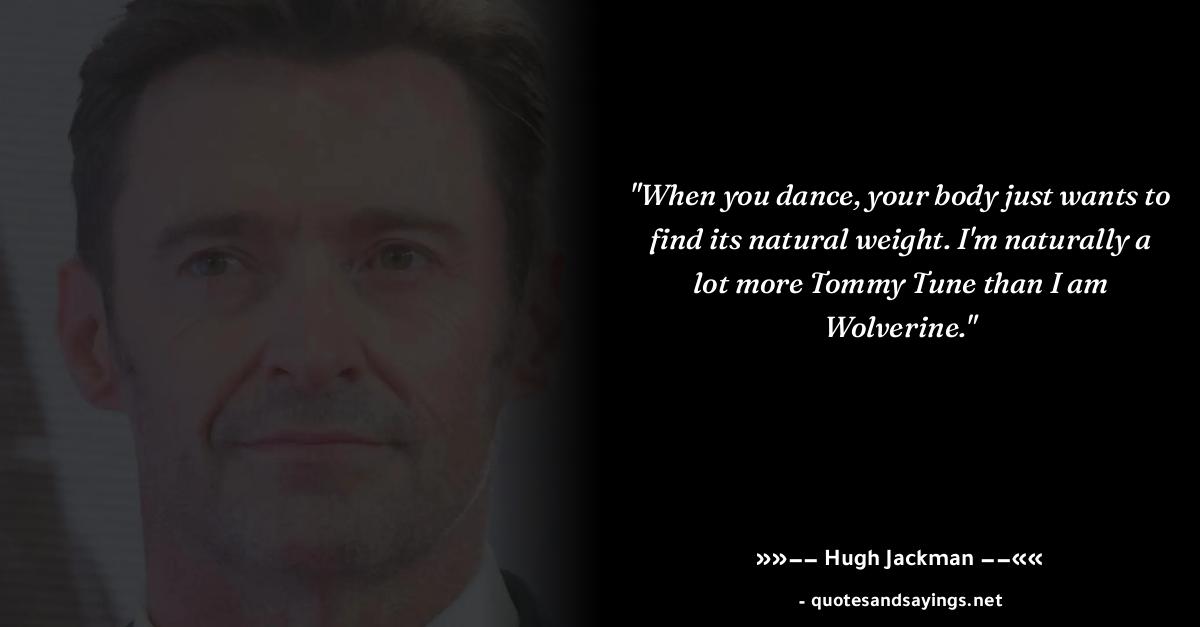 "When you dance, your body just wants to
find its natural weight. I'm naturally a
lot more Tommy Tune than I am
Wolverine."
»»−− Hugh Jackman −−««
- quotesandsayings.net